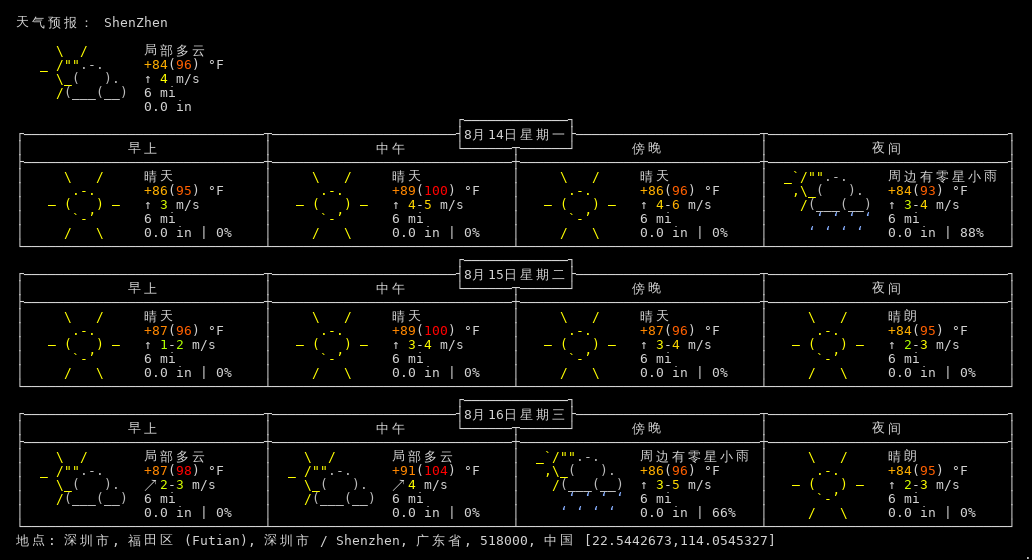 天气预报： ShenZhen
局部多云
+84(96) °F
↑ 4 m/s
6 mi
0.0 in
8月14日星期一
早上 中午 傍晚 夜间
晴天 晴天 晴天 周边有零星小雨
+86(95) °F +89(100) °F +86(96) °F +84(93) °F
↑ 3 m/s ↑ 4-5 m/s ↑ 4-6 m/s ↑ 3-4 m/s
6 mi 6 mi 6 mi 6 mi
0.0 in | 0% 0.0 in | 0% 0.0 in | 0% 0.0 in | 88%
8月15日星期二
早上 中午 傍晚 夜间
晴天 晴天 晴天 晴朗
+87(96) °F +89(100) °F +87(96) °F +84(95) °F
↑ 1-2 m/s ↑ 3-4 m/s ↑ 3-4 m/s ↑ 2-3 m/s
6 mi 6 mi 6 mi 6 mi
0.0 in | 0% 0.0 in | 0% 0.0 in | 0% 0.0 in | 0%
8月16日星期三
早上 中午 傍晚 夜间
局部多云 局部多云 周边有零星小雨 晴朗
+87(98) °F +91(104) °F +86(96) °F +84(95) °F
↗ 2-3 m/s ↗ 4 m/s ↑ 3-5 m/s ↑ 2-3 m/s
6 mi 6 mi 6 mi 6 mi
0.0 in | 0% 0.0 in | 0% 0.0 in | 66% 0.0 in | 0%
地点: 深圳市, 福田区 (Futian), 深圳市 / Shenzhen, 广东省, 518000, 中国 [22.5442673,114.0545327]